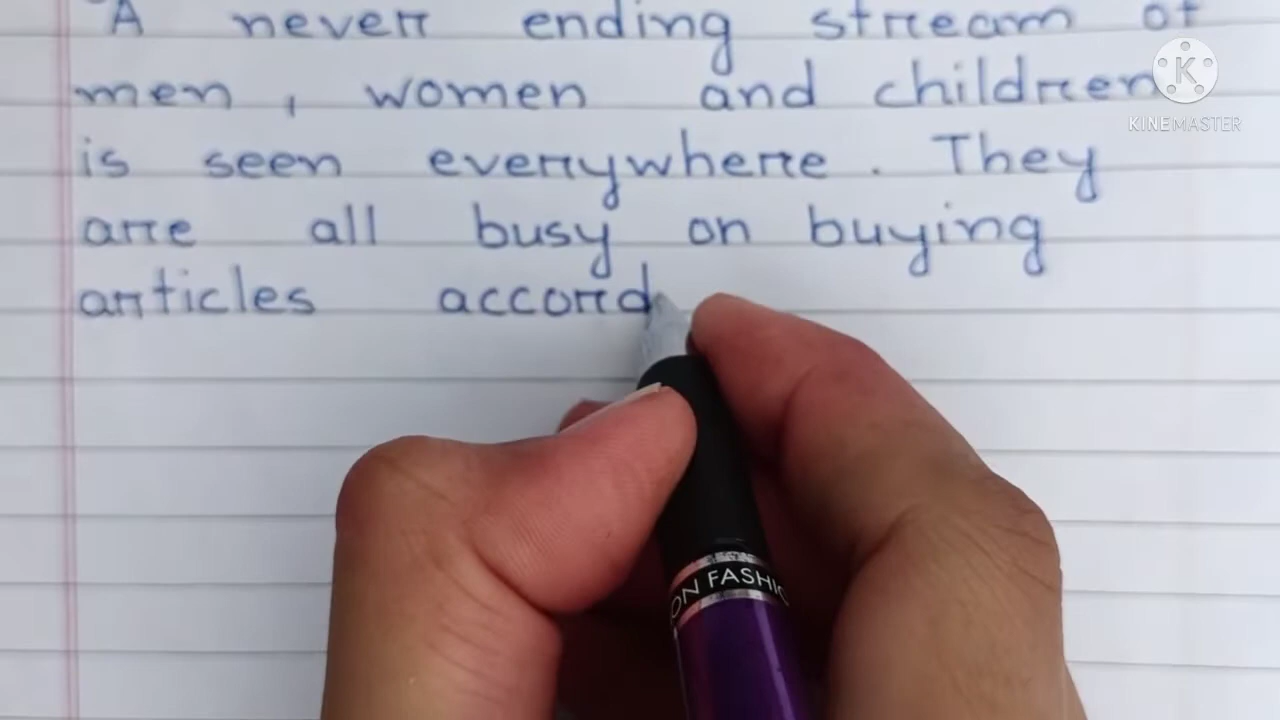 A never ending stream of
men, women and children
is seen everywhere. They
are all busy on buying
articles accord
KINEMASTER
ON FASHIO